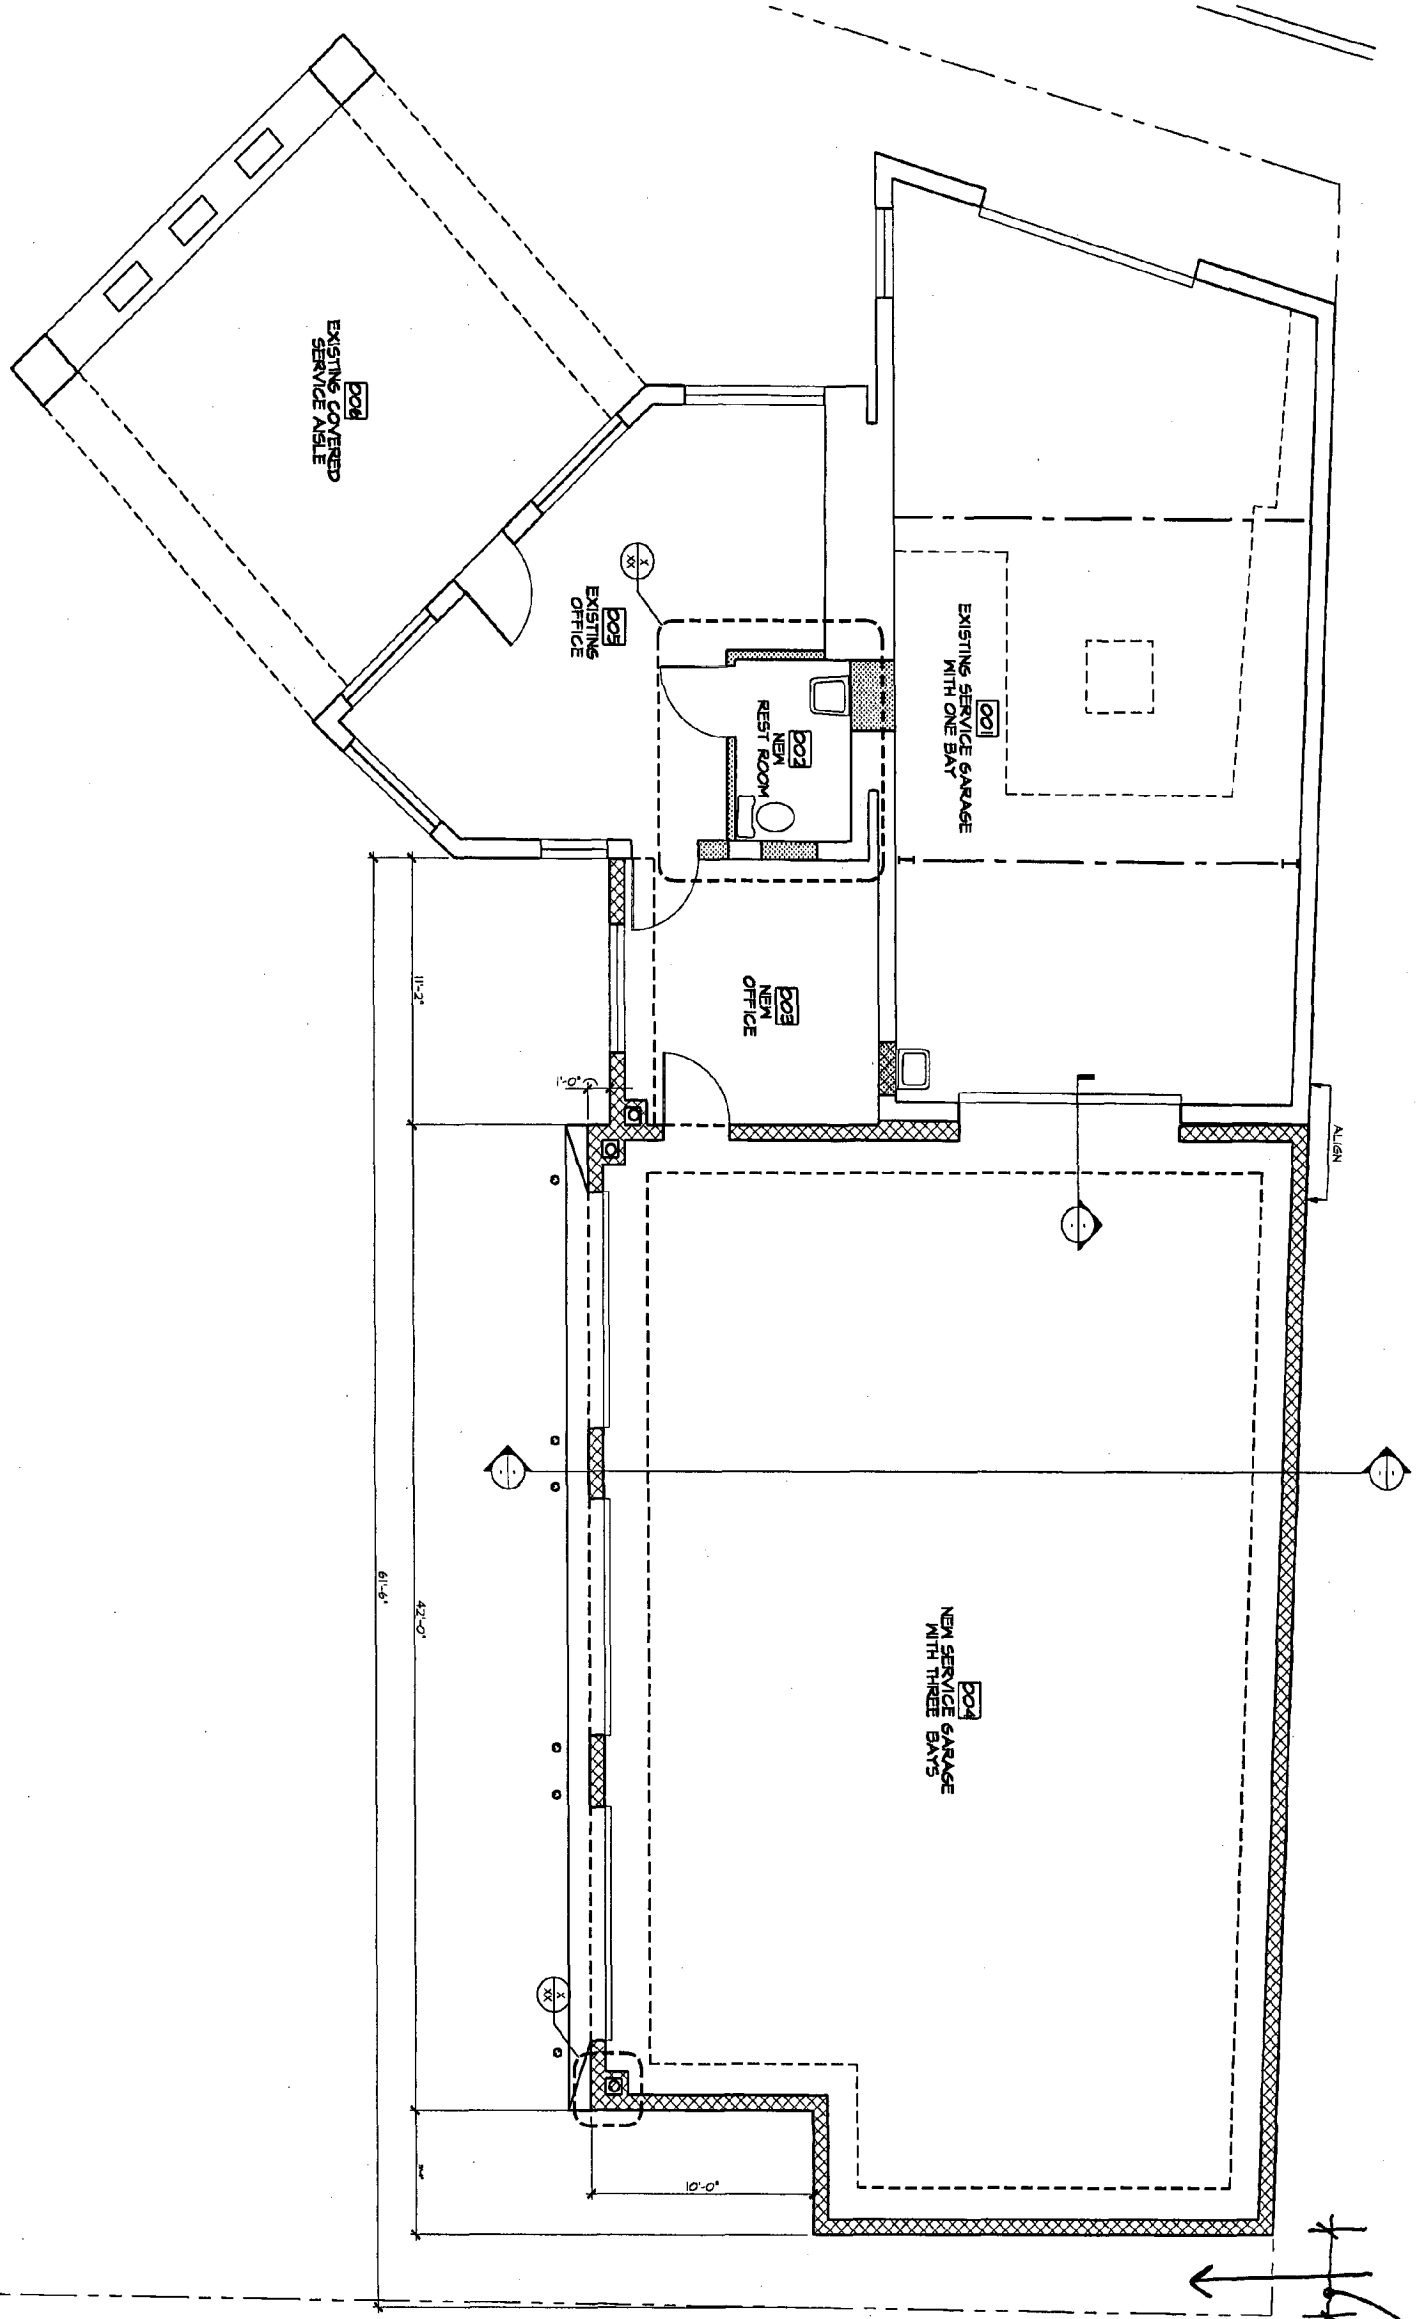 001
EXISTING SERVICE GARAGE
WITH ONE BAY
ALIGN
006
EXISTING COVERED
SERVICE AISLE
005
EXISTING
OFFICE
X
XX
002
NEW
REST ROOM
003
NEW
OFFICE
11'-2"
1'-0"
004
NEW SERVICE GARAGE
WITH THREE BAYS
42'-0"
61'-6"
10'-0"
X
XX